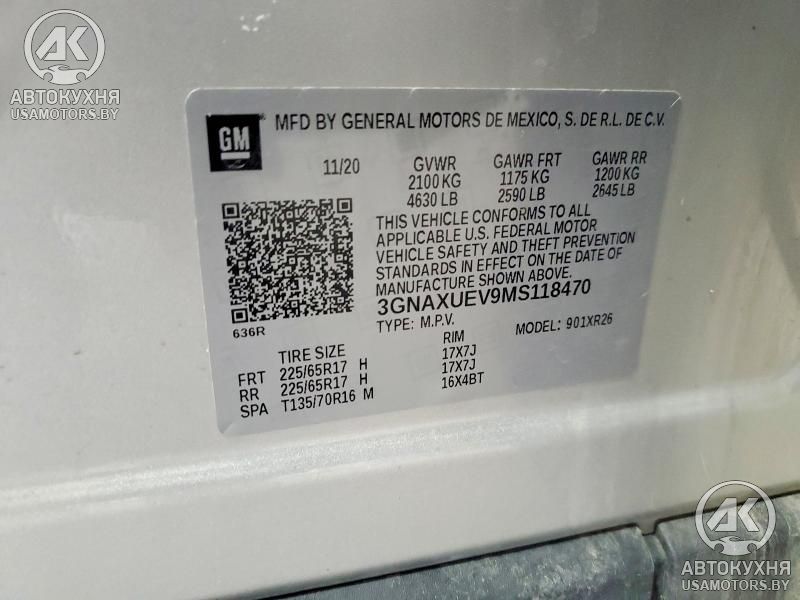 AK
АВТОКУХНЯ
USAMOTORS.BY
GM
MFD BY GENERAL MOTORS DE MEXICO, S. DE R.L. DE C.V.
11/20 GVWR GAWR FRT GAWR RR
2100 KG 1175 KG 1200 KG
4630 LB 2590 LB 2645 LB
THIS VEHICLE CONFORMS TO ALL
APPLICABLE U.S. FEDERAL MOTOR
VEHICLE SAFETY AND THEFT PREVENTION
STANDARDS IN EFFECT ON THE DATE OF
MANUFACTURE SHOWN ABOVE.
3GNAXUEV9MS118470
636R
TYPE: M.P.V. MODEL: 901XR26
TIRE SIZE RIM
FRT 225/65R17 H 17X7J
RR 225/65R17 H 17X7J
SPA T135/70R16 M 16X4BT
AK
АВТОКУХНЯ
USAMOTORS.BY